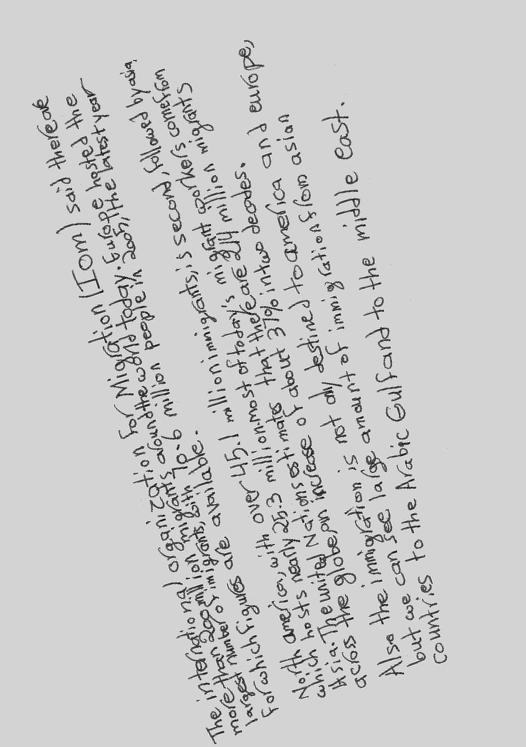 The international organization for Migration (Iom) said there are
more than 200 million migrants around the world today. Europe hosted the
largest number of immigrants, with 70.6 million people in 2005, the latest year
for which figures are available.
North america, with over 45.1 million immigrants, is second, followed by asia,
which hosts nearly 25.3 million. most of today's migrant workers come from
Asia. The united Nations estimates that there are 214 million migrants
across the globe, an increase of about 37% in two decades.
Also the immigration is not only destined to america and europe,
but we can see large amount of immigration from asian
countries to the Arabic Gulf and to the middle east.